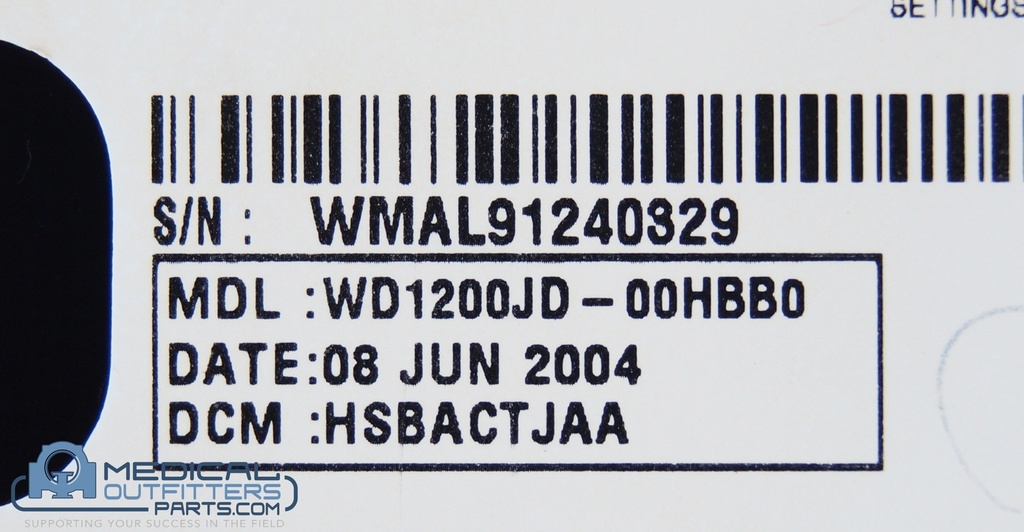 SETTINGS
S/N : WMAL91240329
MDL :WD1200JD-00HBB0
DATE:08 JUN 2004
DCM :HSBACTJAA
MEDICAL
OUTFITTERS
PARTS.COM
SUPPORTING YOUR SUCCESS IN THE FIELD